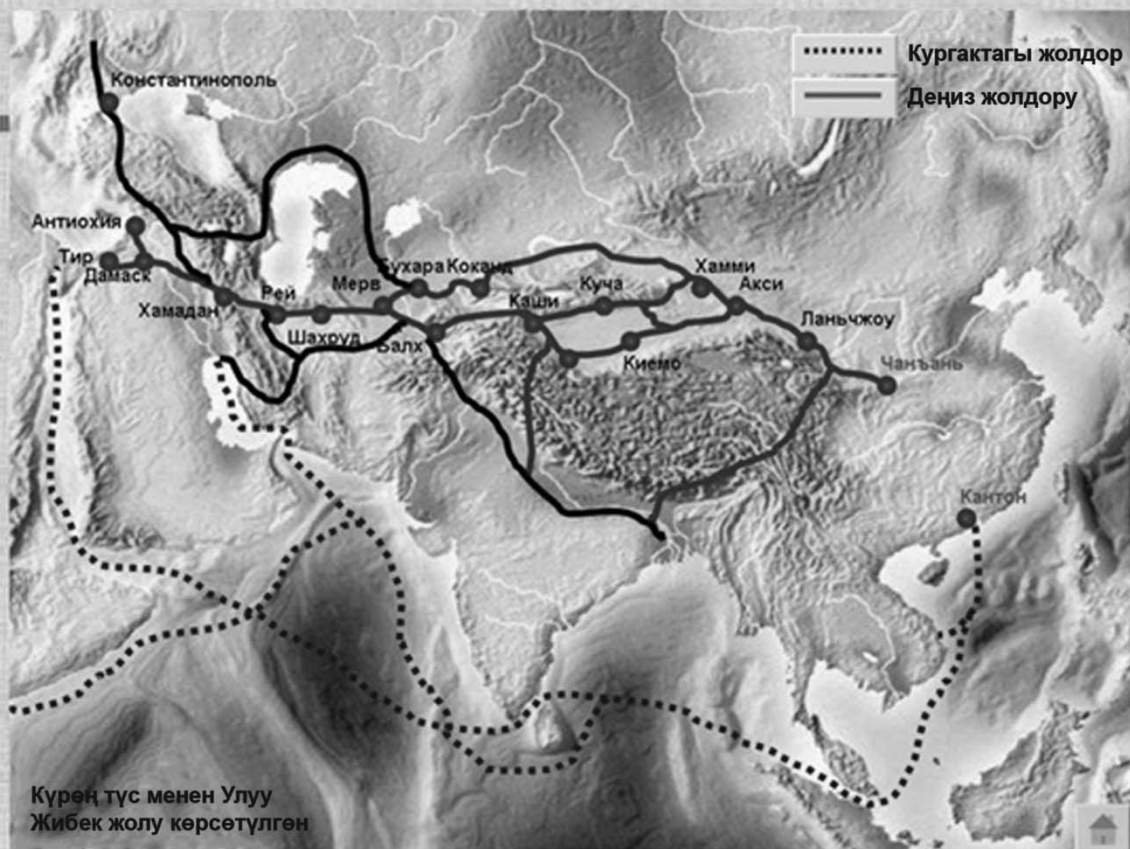 Кургактагы жолдор
Деңиз жолдору
Константинополь
Антиохия
Тир
Дамаск
Хамадан
Рей
Шахруд
Мерв
Бухара
Коканд
Балх
Каши
Куча
Киемо
Хамми
Акси
Ланьчжоу
Чанъань
Кантон
Күрөң түс менен Улуу
Жибек жолу көрсөтүлгөн